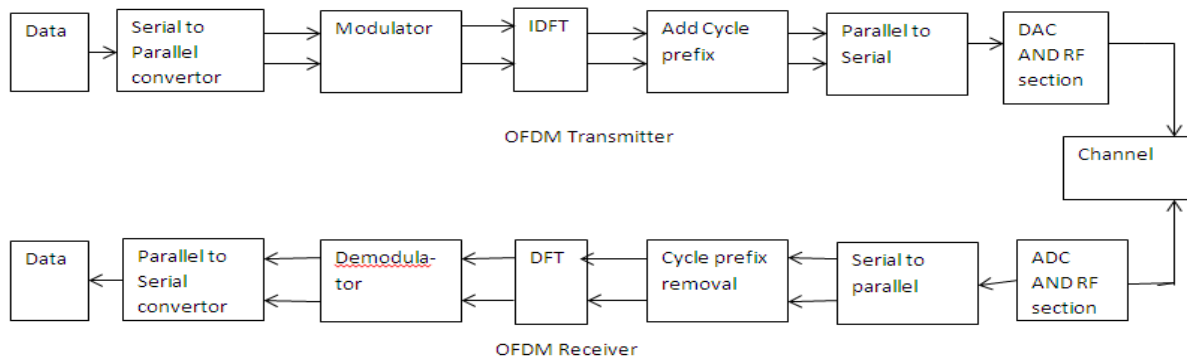 Data
Serial to
Parallel
convertor
Modulator
IDFT
Add Cycle
prefix
Parallel to
Serial
DAC
AND RF
section
OFDM Transmitter
Channel
Data
Parallel to
Serial
convertor
Demodula-
tor
DFT
Cycle prefix
removal
Serial to
parallel
ADC
AND RF
section
OFDM Receiver